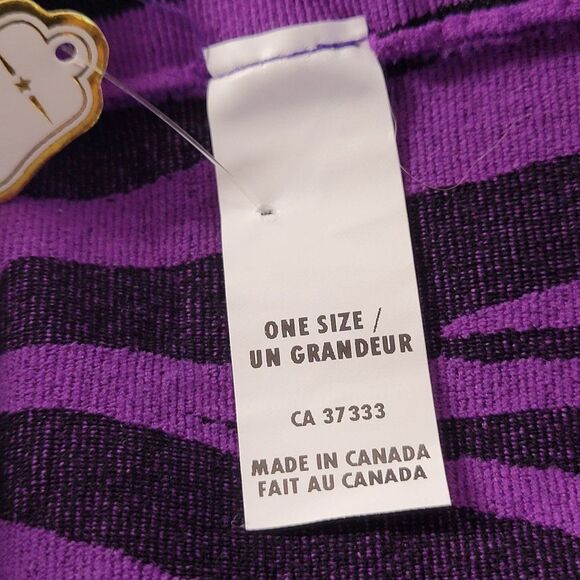 ONE SIZE /
UN GRANDEUR
CA 37333
MADE IN CANADA
FAIT AU CANADA